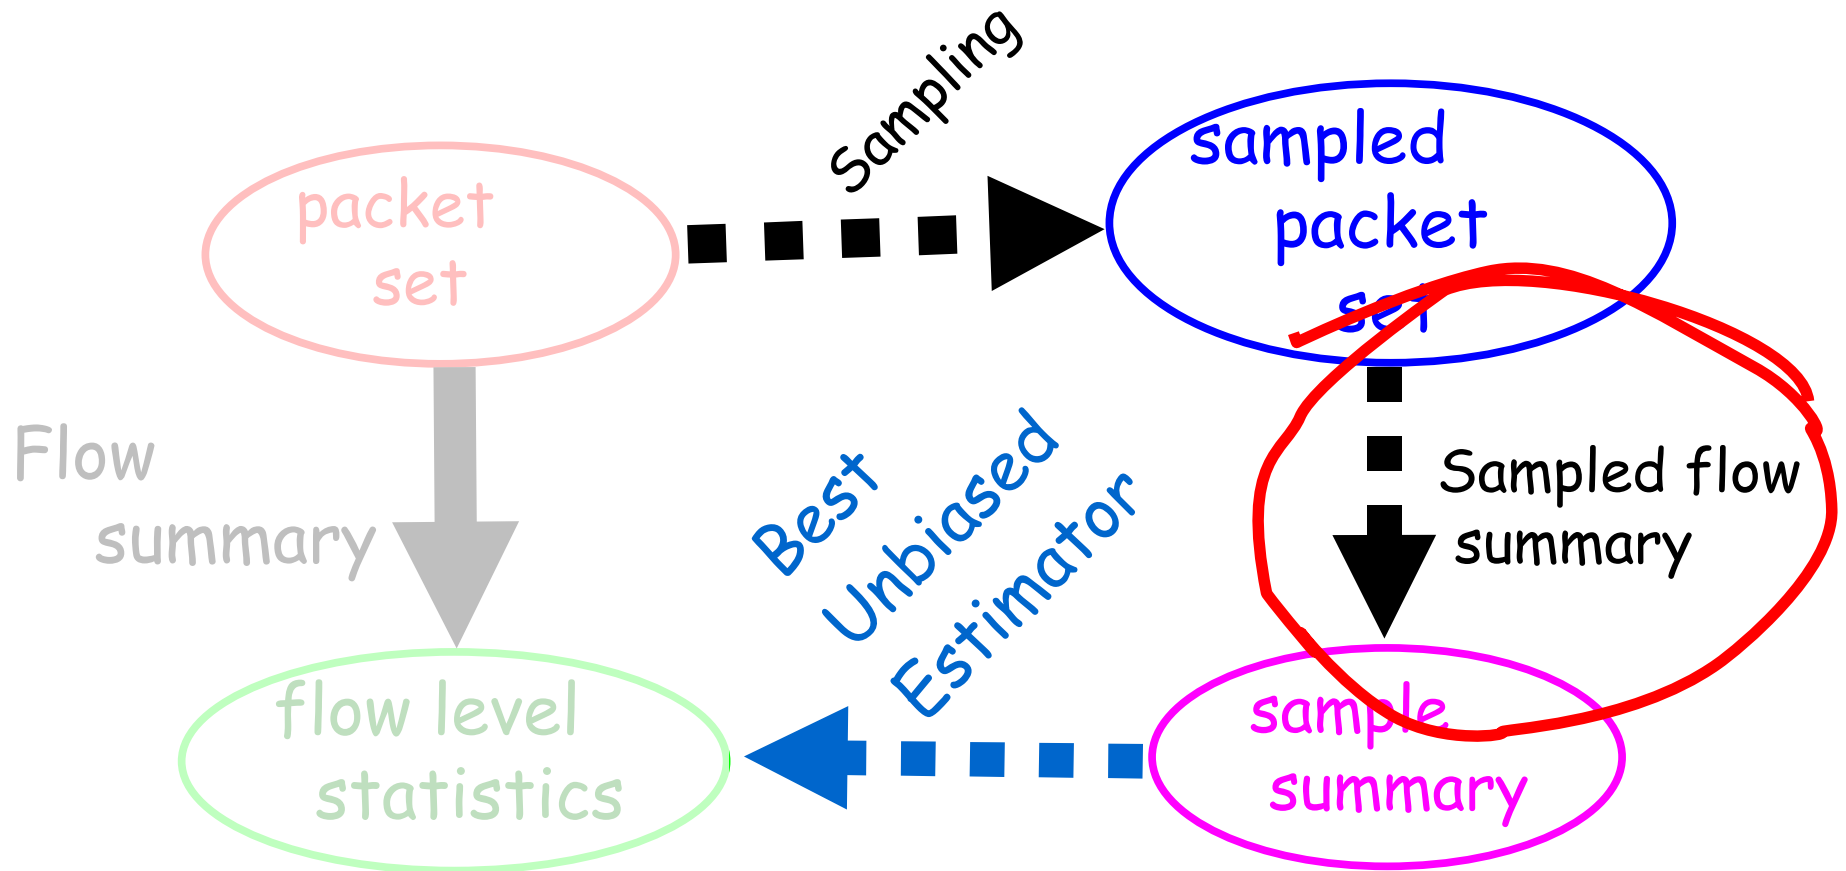 Sampling
sampled
packet
set
packet
set
Flow
summary
Best
Unbiased
Estimator
Sampled flow
summary
flow level
statistics
sample
summary